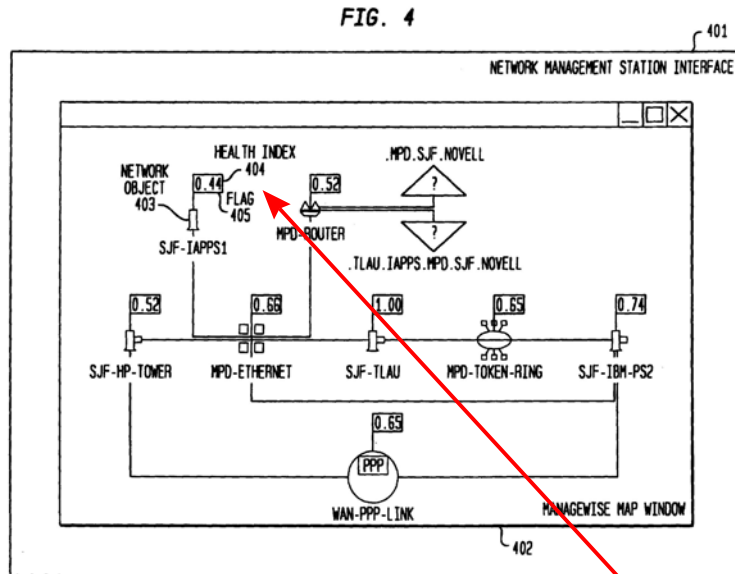 FIG. 4
401
NETWORK MANAGEMENT STATION INTERFACE
HEALTH INDEX
404
.MPD.SJF.NOVELL
NETWORK
OBJECT
403
0.44
FLAG
405
0.52
?
SJF-IAPPS1
MPD-ROUTER
?
.TLAU.IAPPS.MPD.SJF.NOVELL
0.52
0.66
1.00
0.65
0.74
SJF-HP-TOWER
MPD-ETHERNET
SJF-TLAU
MPD-TOKEN-RING
SJF-IBM-PS2
0.65
PPP
WAN-PPP-LINK
MANAGEWISE MAP WINDOW
402